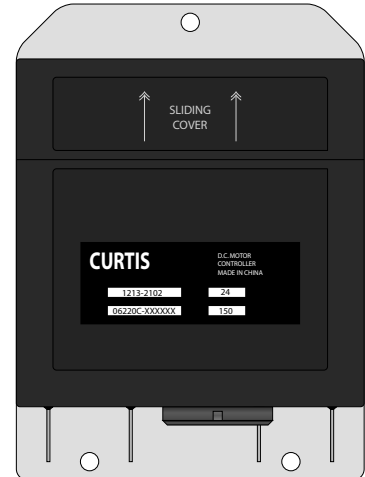 SLIDING
COVER
CURTIS
D.C. MOTOR
CONTROLLER
MADE IN CHINA
1213-2102 24
06220C-XXXXXX 150